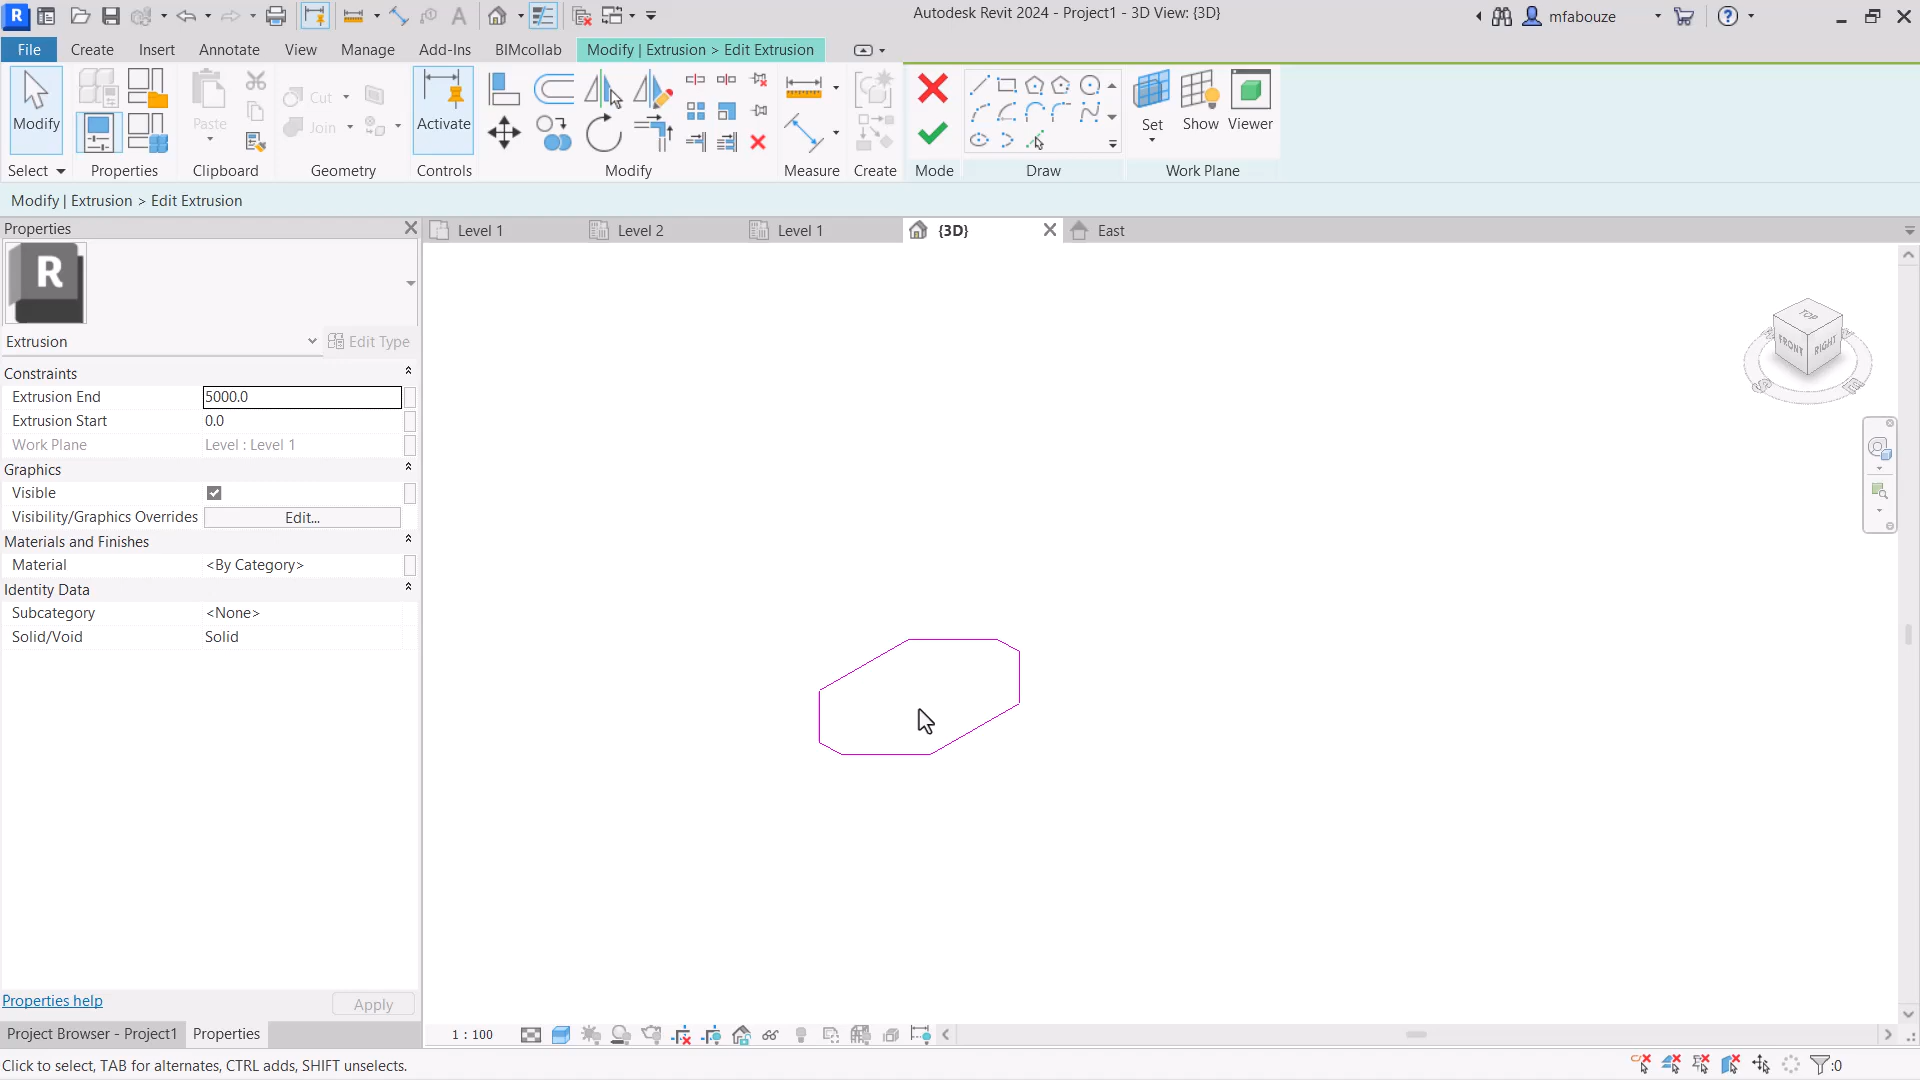 Autodesk Revit 2024 - Project1 - 3D View: {3D}
mfabouze
File
Create
Insert
Annotate
View
Manage
Add-Ins
BIMcollab
Modify | Extrusion > Edit Extrusion
Modify
Paste
Cut
Join
Activate
Set
Show
Viewer
Select
Properties
Clipboard
Geometry
Controls
Modify
Measure
Create
Mode
Draw
Work Plane
Modify | Extrusion > Edit Extrusion
Properties
Level 1
Level 2
Level 1
{3D}
East
R
Extrusion
Edit Type
Constraints
Extrusion End 5000.0
Extrusion Start 0.0
Work Plane Level : Level 1
Graphics
Visible
Visibility/Graphics Overrides Edit...
Materials and Finishes
Material <By Category>
Identity Data
Subcategory <None>
Solid/Void Solid
TOP
FRONT
RIGHT
S
E
Properties help
Apply
Project Browser - Project1
Properties
1 : 100
Click to select, TAB for alternates, CTRL adds, SHIFT unselects.
:0